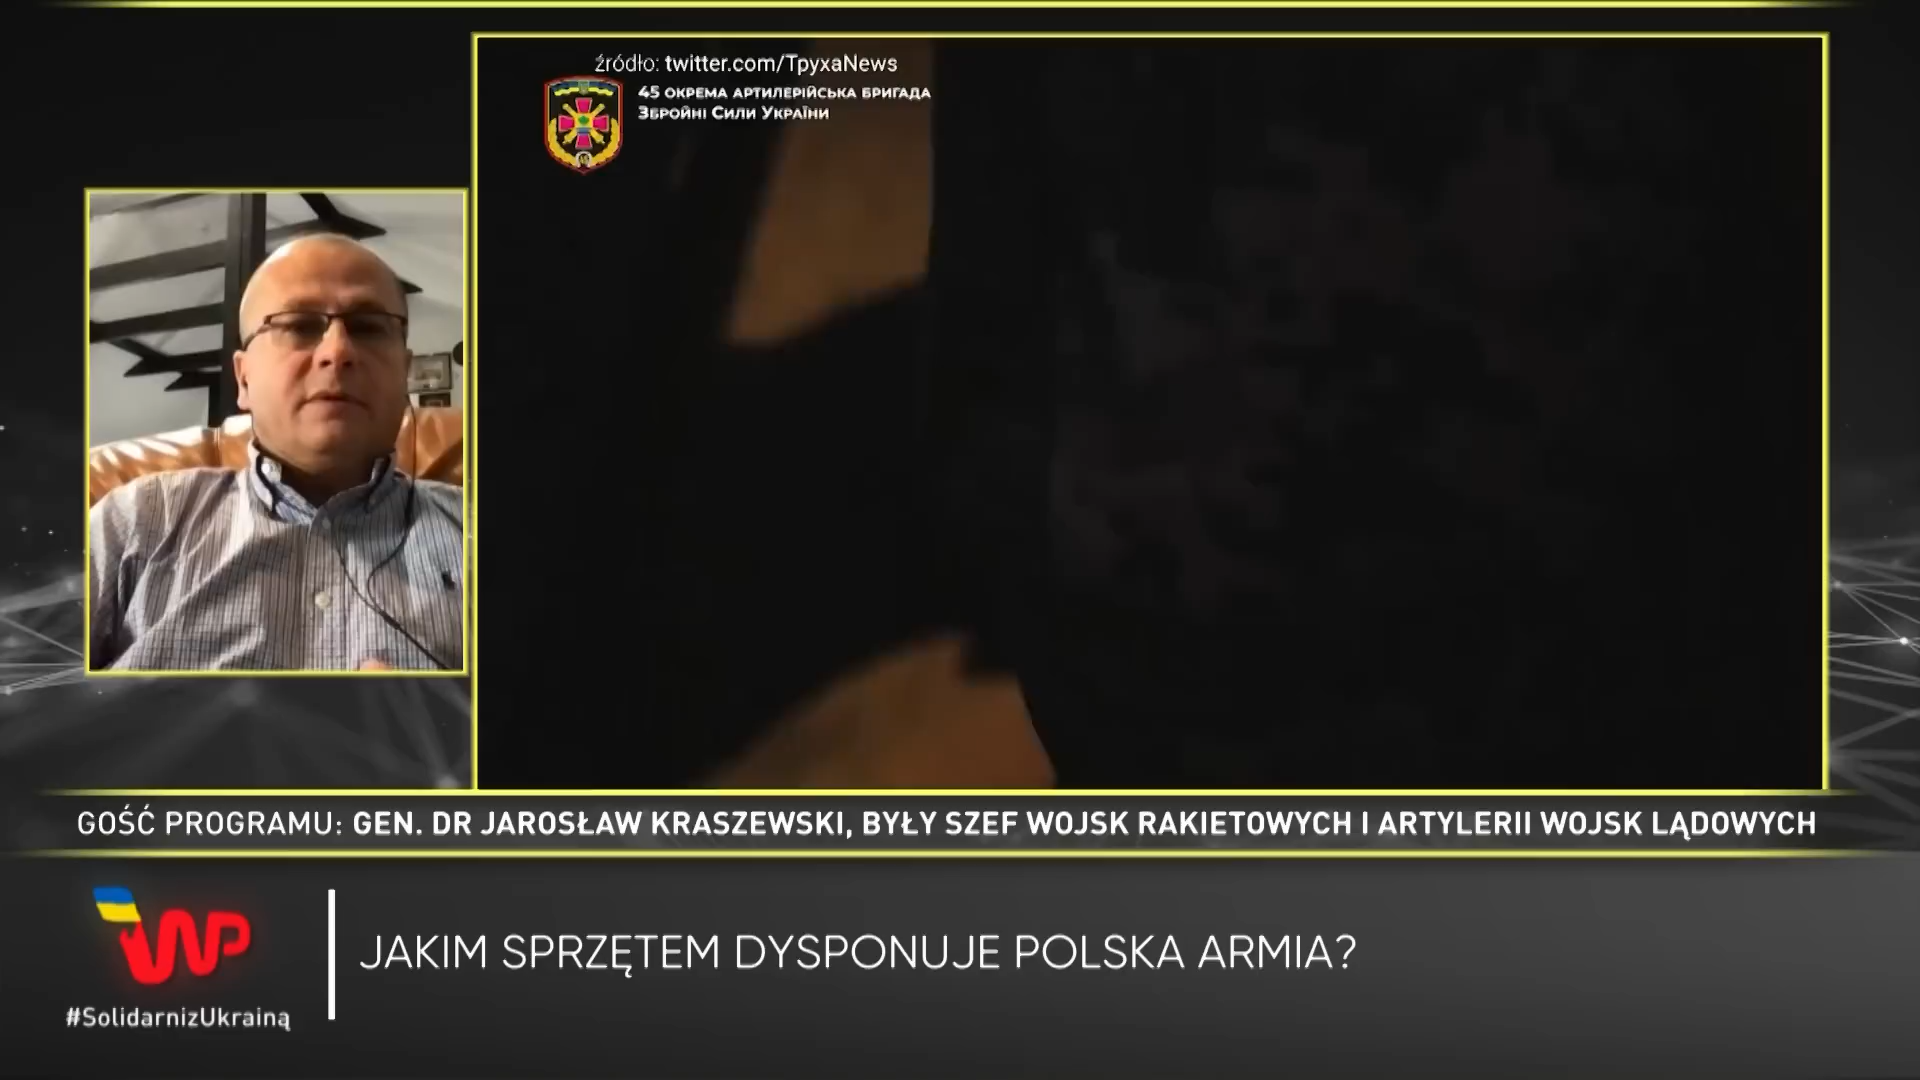 źródło: twitter.com/TpyxaNews
45 ОКРЕМА АРТИЛЕРІЙСЬКА БРИГАДА
ЗБРОЙНІ СИЛИ УКРАЇНИ
GOŚĆ PROGRAMU: GEN. DR JAROSŁAW KRASZEWSKI, BYŁY SZEF WOJSK RAKIETOWYCH I ARTYLERII WOJSK LĄDOWYCH
WP
JAKIM SPRZĘTEM DYSPONUJE POLSKA ARMIA?
#SolidarnizUkrainą